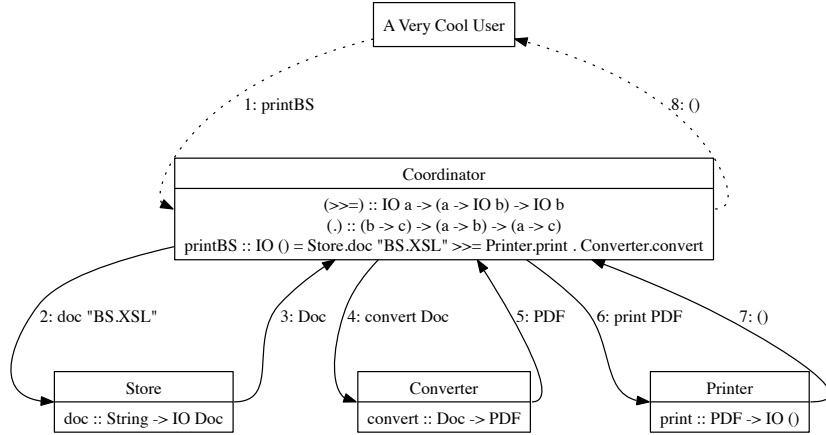 A Very Cool User
1: printBS
8: ()
Coordinator
(>>=) :: IO a -> (a -> IO b) -> IO b
(.) :: (b -> c) -> (a -> b) -> (a -> c)
printBS :: IO () = Store.doc "BS.XSL" >>= Printer.print . Converter.convert
2: doc "BS.XSL"
3: Doc
4: convert Doc
5: PDF
6: print PDF
7: ()
Store
doc :: String -> IO Doc
Converter
convert :: Doc -> PDF
Printer
print :: PDF -> IO ()